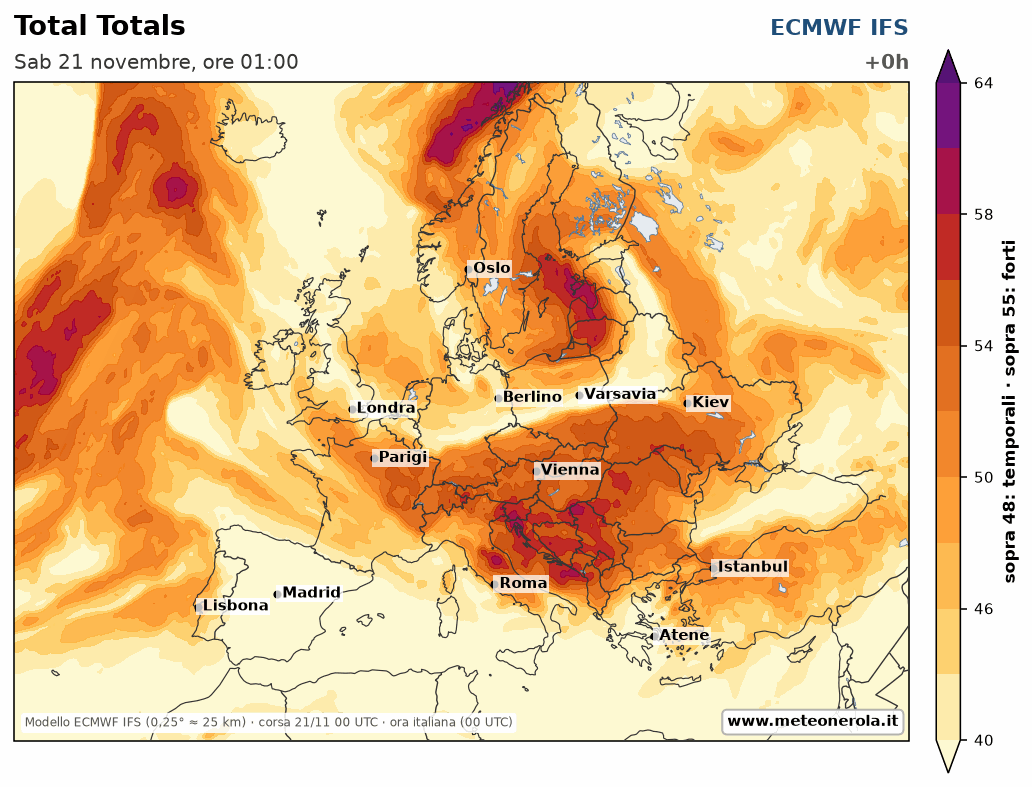 Total Totals
ECMWF IFS
Sab 21 novembre, ore 01:00
+0h
64
58
54
50
46
40
sopra 48: temporali · sopra 55: forti
Oslo
Berlino
Varsavia
Kiev
Londra
Parigi
Vienna
Istanbul
Roma
Madrid
Lisbona
Atene
Modello ECMWF IFS (0,25° ≈ 25 km) · corsa 21/11 00 UTC · ora italiana (00 UTC)
www.meteonerola.it